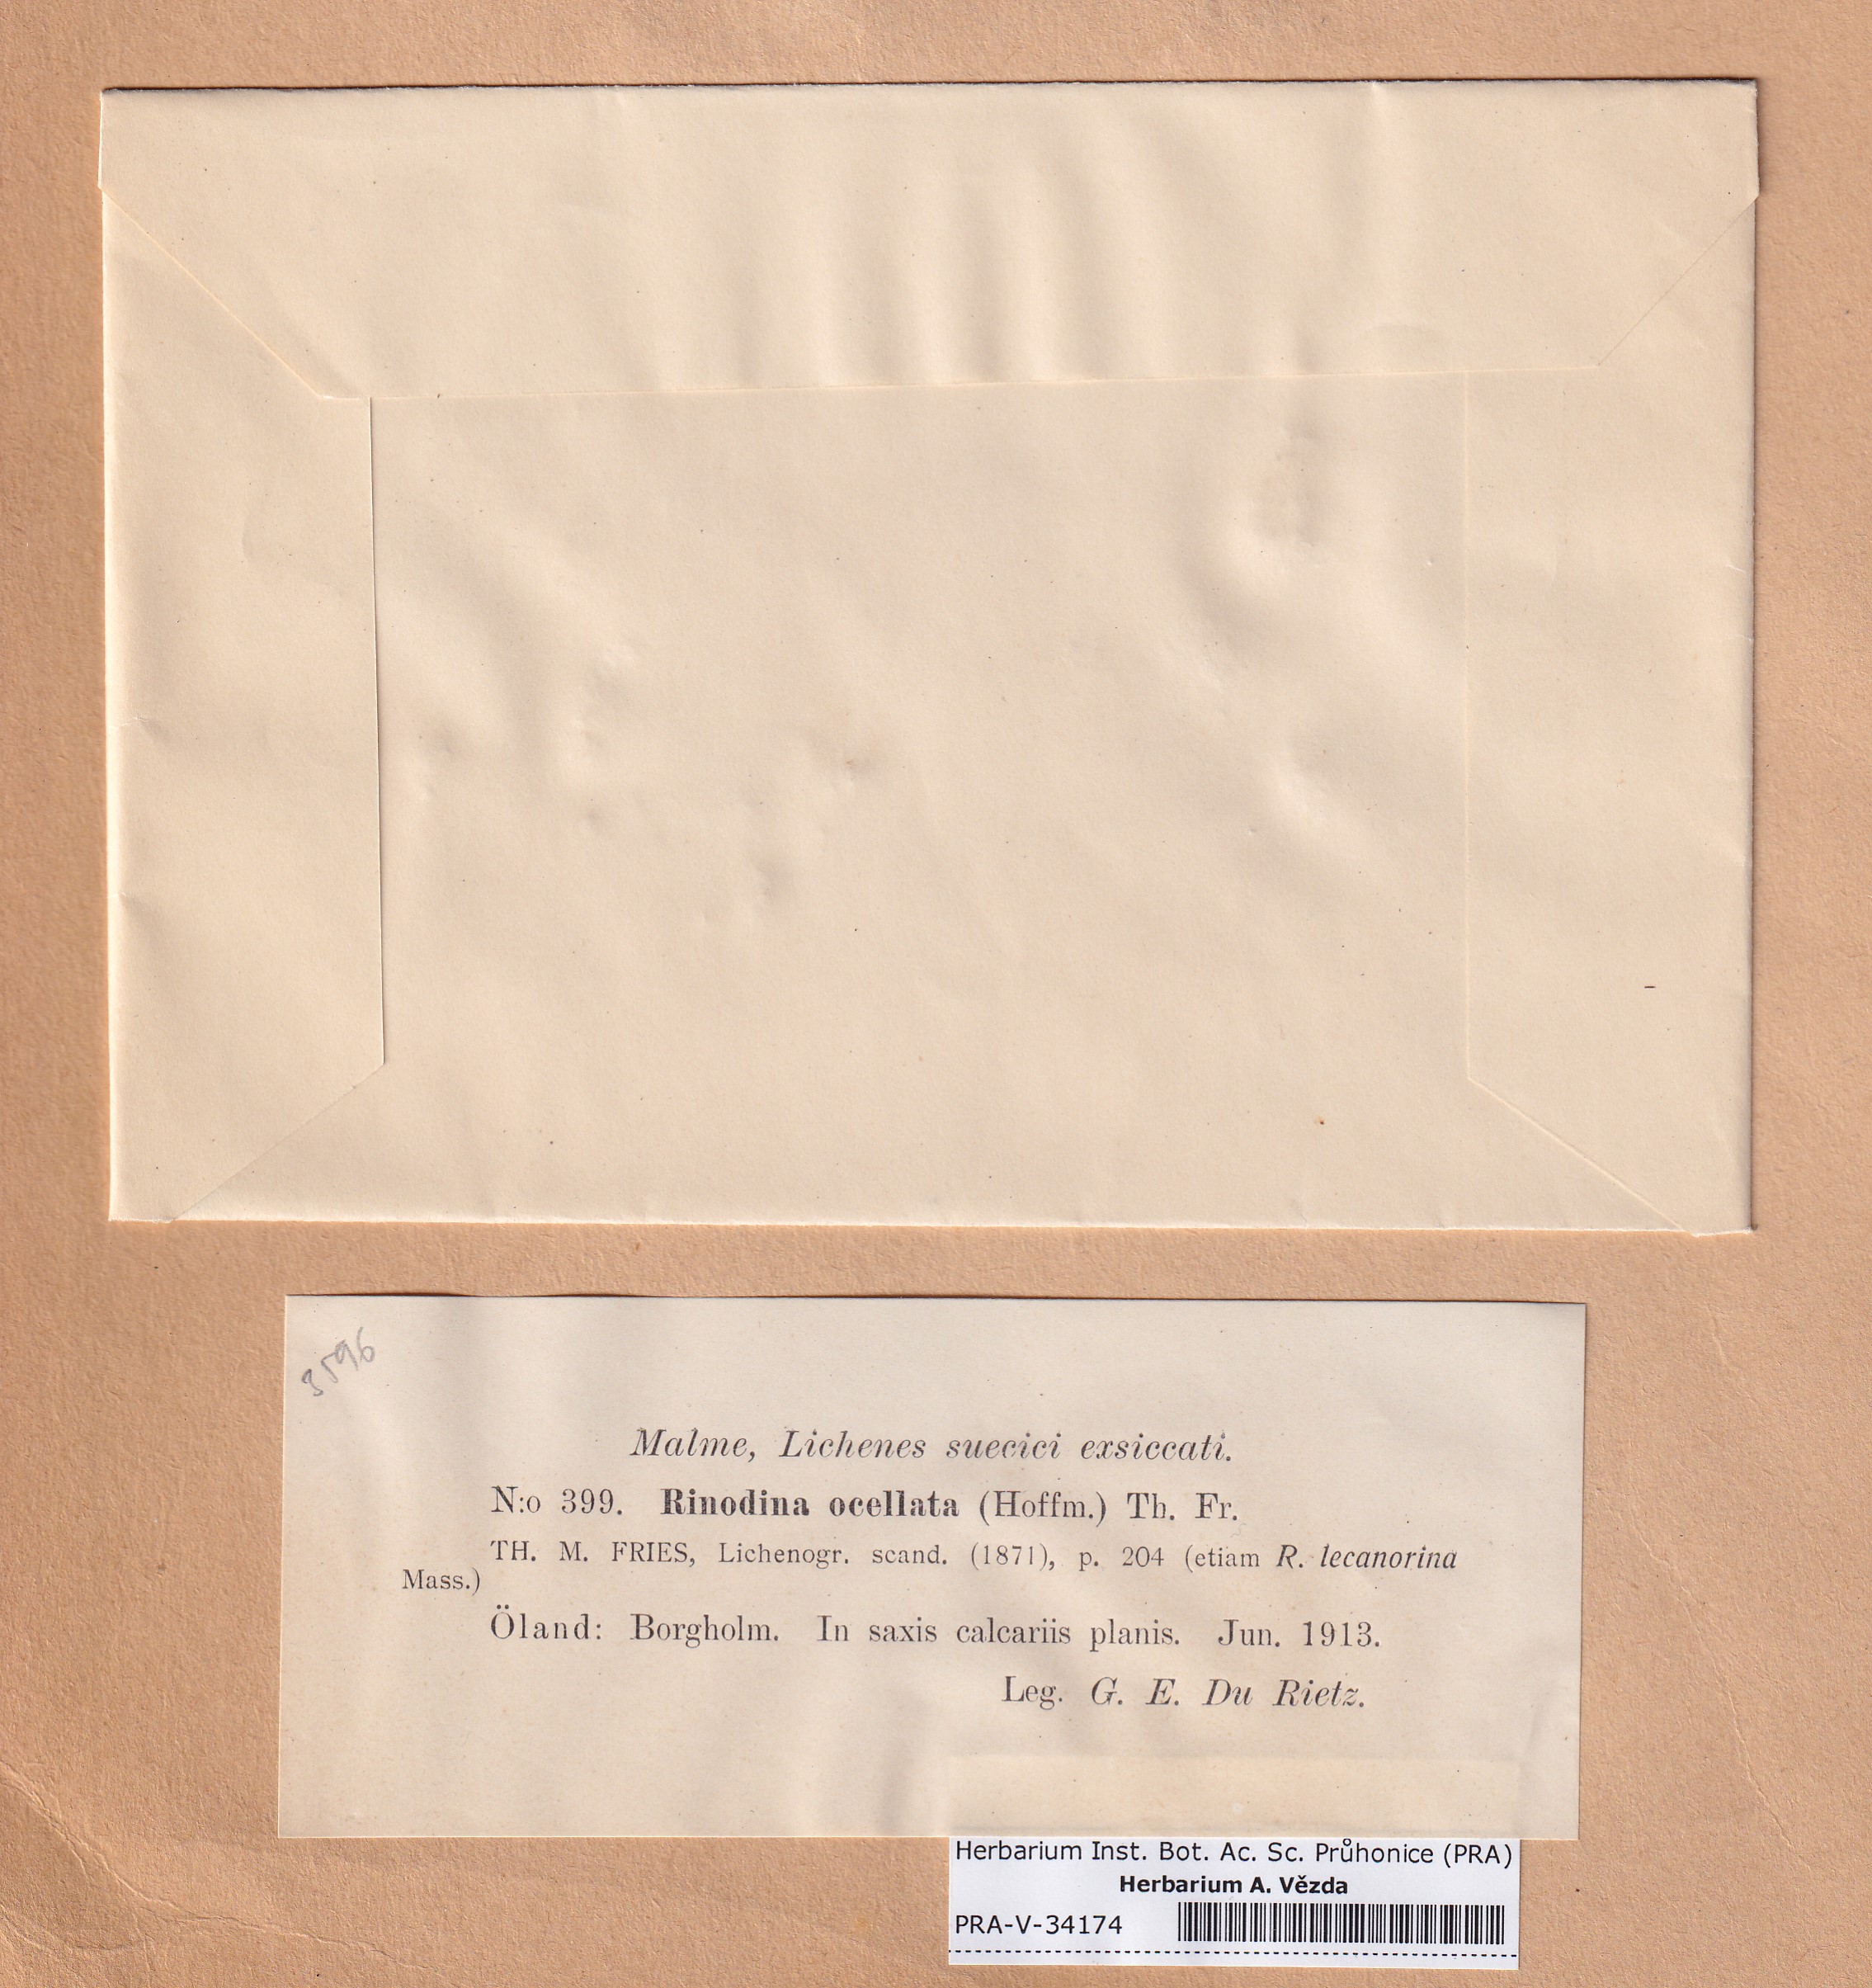 3596
Malme, Lichenes suecici exsiccati.
N:o 399. Rinodina ocellata (Hoffm.) Th. Fr.
TH. M. FRIES, Lichenogr. scand. (1871), p. 204 (etiam R. lecanorina
Mass.)
Öland: Borgholm. In saxis calcariis planis. Jun. 1913.
Leg. G. E. Du Rietz.
Herbarium Inst. Bot. Ac. Sc. Průhonice (PRA)
Herbarium A. Vězda
PRA-V-34174